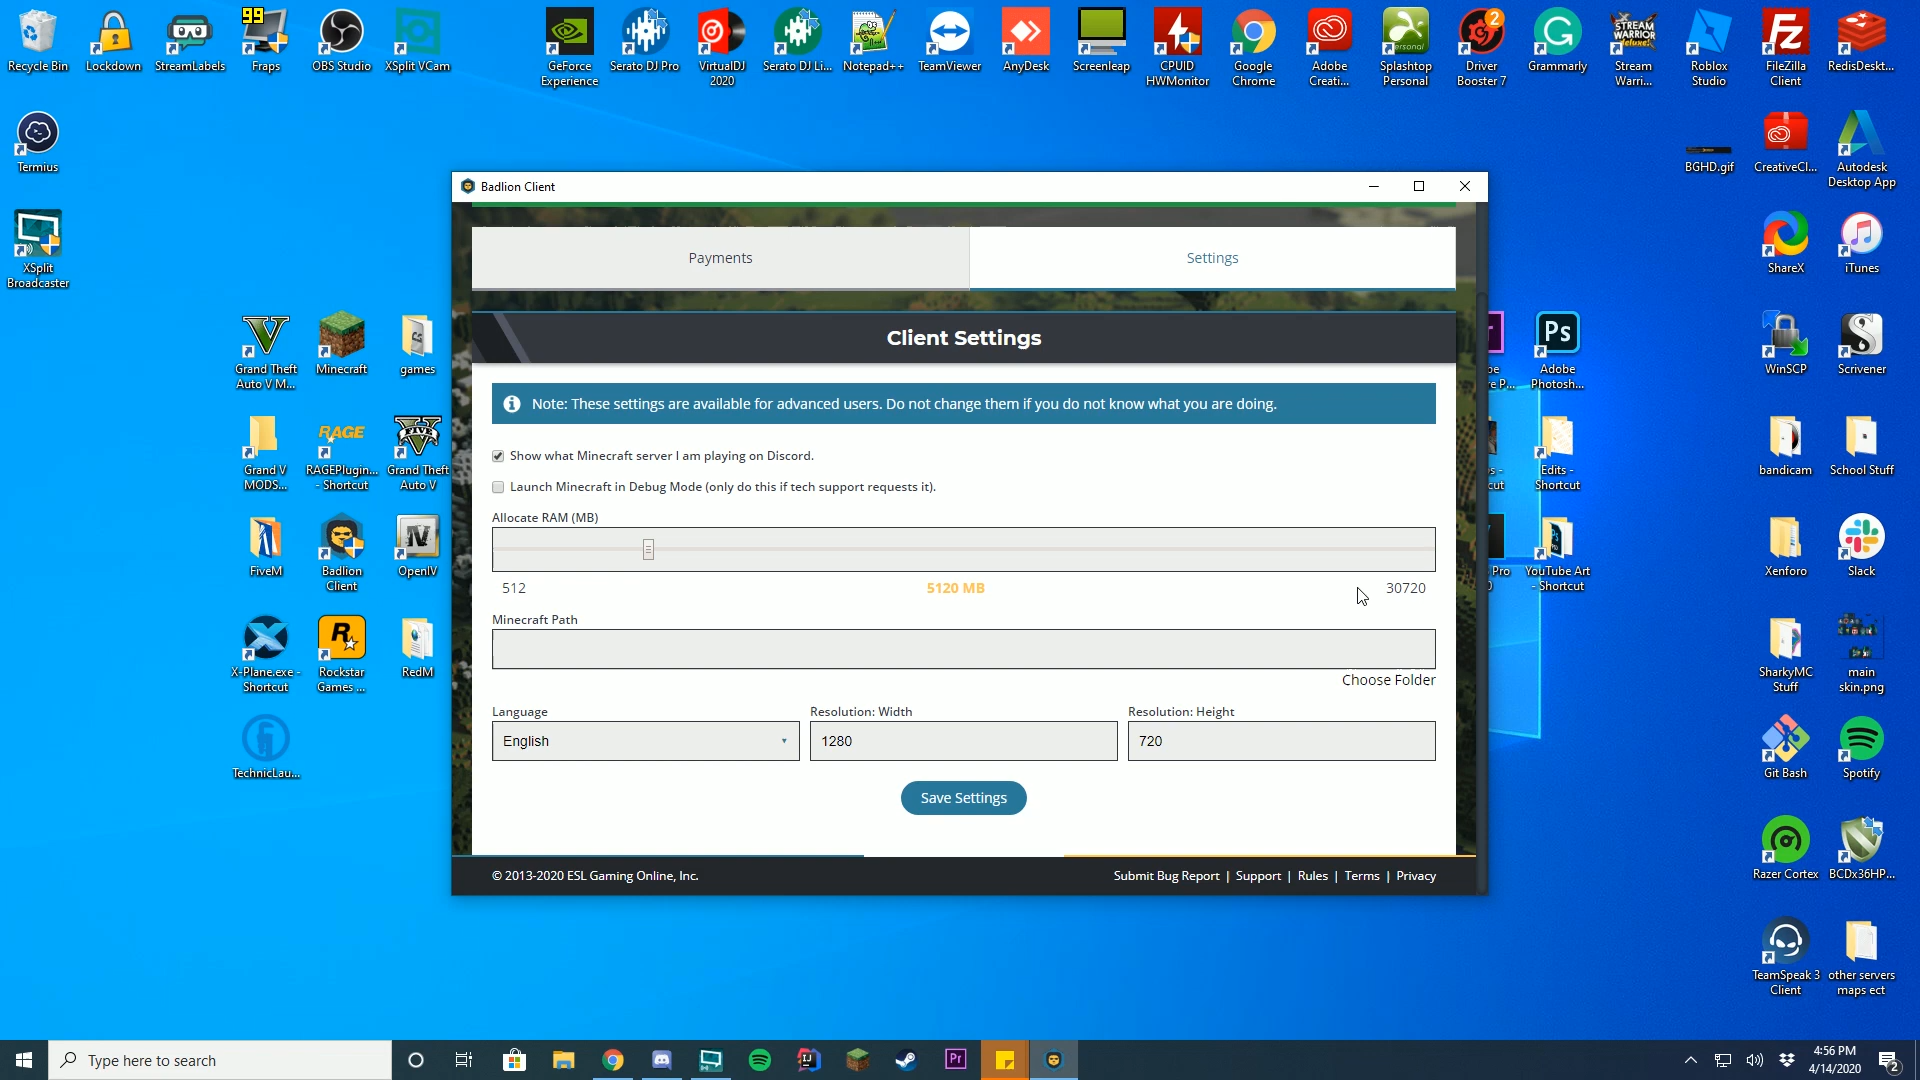 99
Recycle Bin
Lockdown
StreamLabels
Fraps
OBS Studio
XSplit VCam
GeForce
Experience
Serato DJ Pro
VirtualDJ
2020
Serato DJ Li...
Notepad++
TeamViewer
AnyDesk
Screenleap
CPUID
HWMonitor
Google
Chrome
Adobe
Creati...
Splashtop
Personal
2
Driver
Booster 7
Grammarly
STREAM
WARRIOR
Stream
Warri...
Roblox
Studio
FileZilla
Client
RedisDeskt...
Termius
BGHD.gif
CreativeCl...
Autodesk
Desktop App
XSplit
Broadcaster
ShareX
iTunes
Grand Theft
Auto V M...
Minecraft
games
Ps
Adobe
Photosh...
WinSCP
Scrivener
Grand V
MODS...
RAGE
RAGEPlugin...
- Shortcut
FIVE
Grand Theft
Auto V
Edits -
Shortcut
bandicam
School Stuff
FiveM
Badlion
Client
OpenIV
YouTube Art
- Shortcut
Xenforo
Slack
X-Plane.exe -
Shortcut
Rockstar
Games ...
RedM
SharkyMC
Stuff
main
skin.png
TechnicLau...
Git Bash
Spotify
Razer Cortex
BCDx36HP...
TeamSpeak 3
Client
other servers
maps ect
Badlion Client
Payments
Settings
Client Settings
Note: These settings are available for advanced users. Do not change them if you do not know what you are doing.
Show what Minecraft server I am playing on Discord.
Launch Minecraft in Debug Mode (only do this if tech support requests it).
Allocate RAM (MB)
512
5120 MB
30720
Minecraft Path
Choose Folder
Language
Resolution: Width
Resolution: Height
English
1280
720
Save Settings
© 2013-2020 ESL Gaming Online, Inc.
Submit Bug Report | Support | Rules | Terms | Privacy
Type here to search
4:56 PM
4/14/2020
2